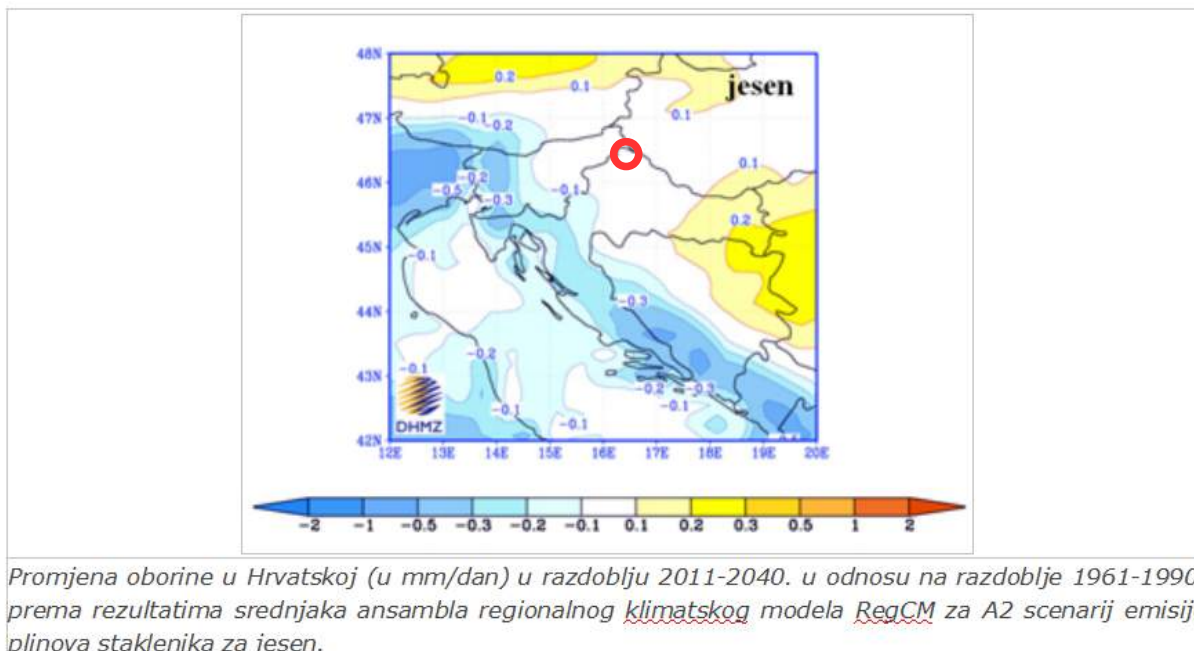 48N
47N
46N
45N
44N
43N
42N
12E 13E 14E 15E 16E 17E 18E 19E 20E
jesen
0.2
0.1
0.1
-0.1
-0.2
-0.2
-0.5
-0.3
-0.1
0.1
0.2
-0.1
-0.3
-0.2
-0.1
-0.2
-0.3
-0.1
-0.1
-0.1
DHMZ
-2 -1 -0.5 -0.3 -0.2 -0.1 0.1 0.2 0.3 0.5 1 2
Promjena oborine u Hrvatskoj (u mm/dan) u razdoblju 2011-2040. u odnosu na razdoblje 1961-1990
prema rezultatima srednjaka ansambla regionalnog klimatskog modela RegCM za A2 scenarij emisij
plinova staklenika za jesen.